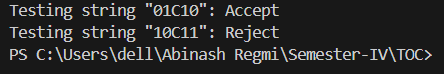 Testing string "01C10": Accept
Testing string "10C11": Reject
PS C:\Users\dell\Abinash Regmi\Semester-IV\TOC>